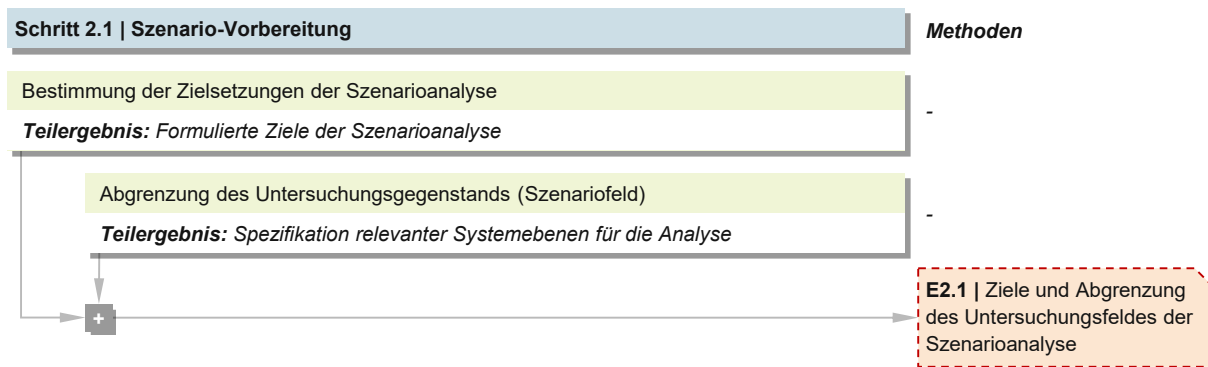 Schritt 2.1 | Szenario-Vorbereitung
Methoden
Bestimmung der Zielsetzungen der Szenarioanalyse
Teilergebnis: Formulierte Ziele der Szenarioanalyse
-
Abgrenzung des Untersuchungsgegenstands (Szenariofeld)
Teilergebnis: Spezifikation relevanter Systemebenen für die Analyse
-
+
E2.1 | Ziele und Abgrenzung
des Untersuchungsfeldes der
Szenarioanalyse